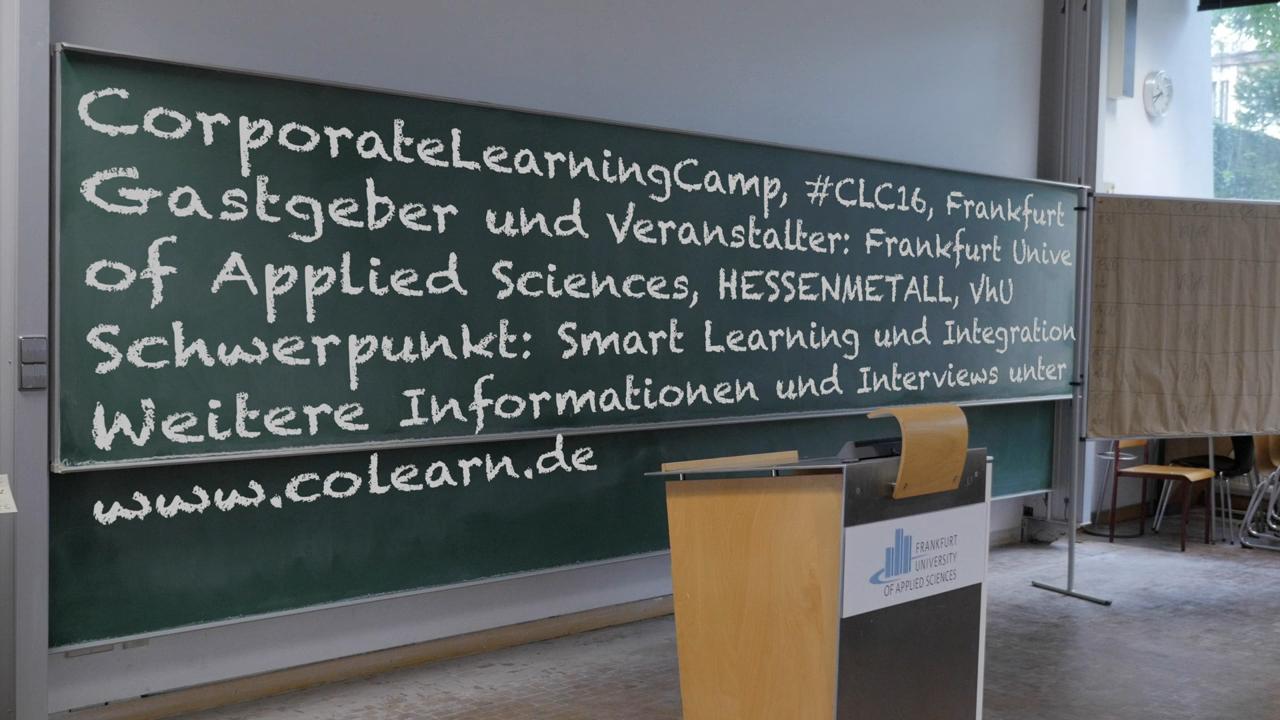 CorporateLearningCamp, #CLC16, Frankfurt
Gastgeber und Veranstalter: Frankfurt Unive
of Applied Sciences, HESSENMETALL, VhU
Schwerpunkt: Smart Learning und Integration
Weitere Informationen und Interviews unter
www.colearn.de
FRANKFURT
UNIVERSITY
OF APPLIED SCIENCES